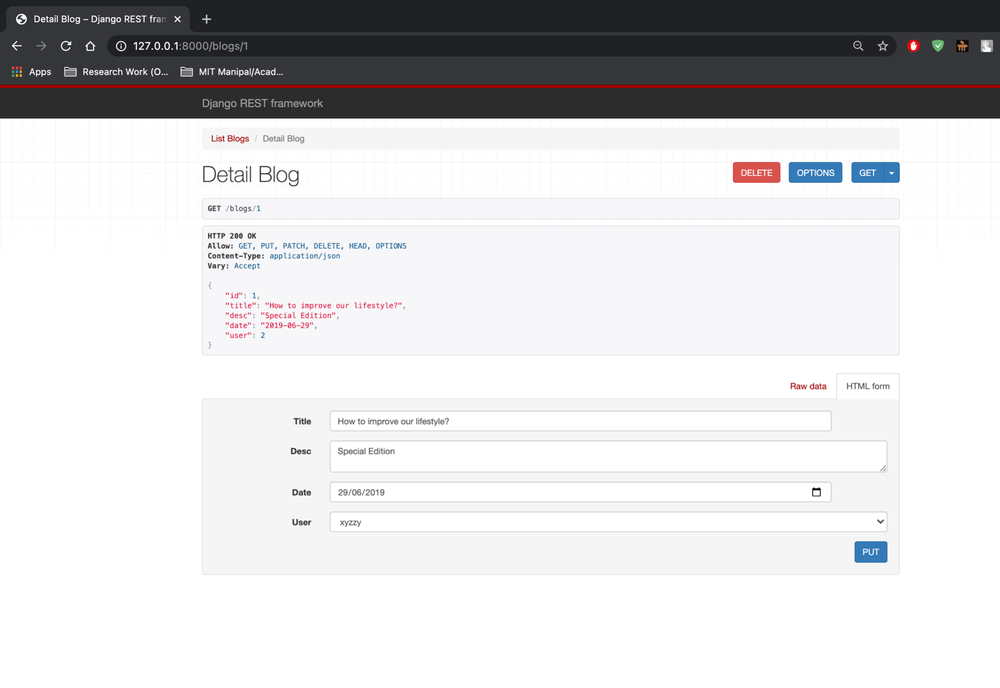 Detail Blog – Django REST fram
127.0.0.1:8000/blogs/1
Apps
Research Work (O...
MIT Manipal/Acad...
Django REST framework
List Blogs / Detail Blog
Detail Blog
DELETE
OPTIONS
GET
GET /blogs/1
HTTP 200 OK
Allow: GET, PUT, PATCH, DELETE, HEAD, OPTIONS
Content-Type: application/json
Vary: Accept
{
    "id": 1,
    "title": "How to improve our lifestyle?",
    "desc": "Special Edition",
    "date": "2019-06-29",
    "user": 2
}
Raw data
HTML form
Title
How to improve our lifestyle?
Desc
Special Edition
Date
29/06/2019
User
xyzzy
PUT